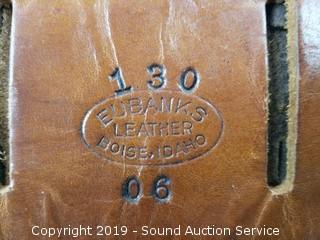 130
EUBANKS
LEATHER
BOISE, IDAHO
06
Copyright 2019 - Sound Auction Service